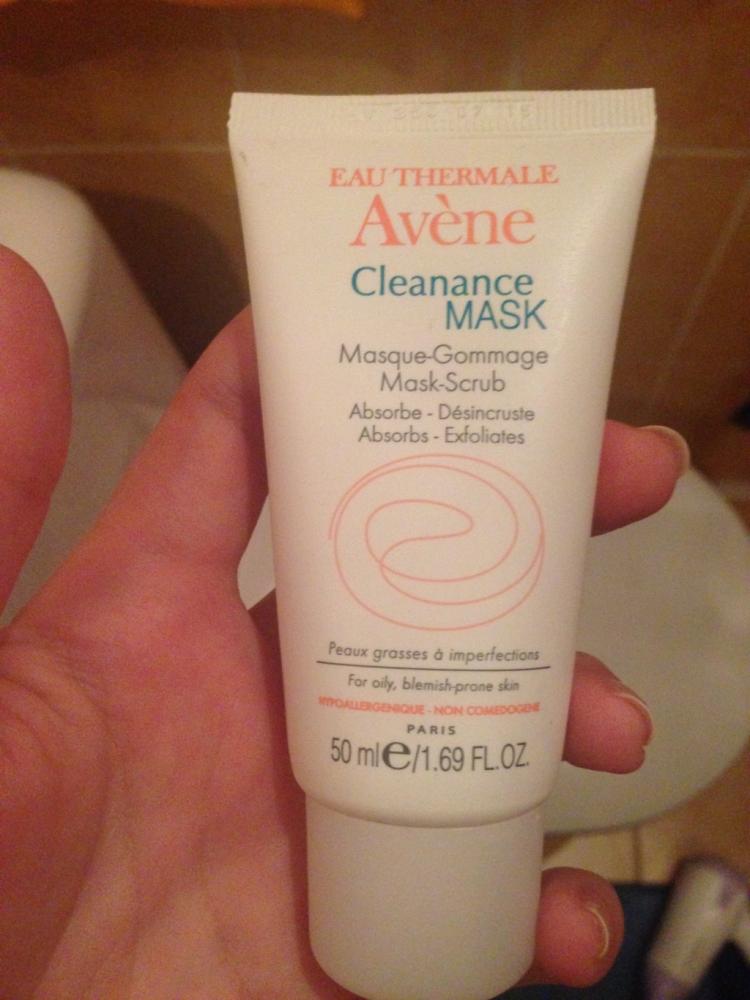 EAU THERMALE
Avène
Cleanance
MASK
Masque-Gommage
Mask-Scrub
Absorbe - Désincruste
Absorbs - Exfoliates
Peaux grasses à imperfections
For oily, blemish-prone skin
HYPOALLERGENIQUE - NON COMEDOGENE
PARIS
50 ml e/1.69 FL.OZ.